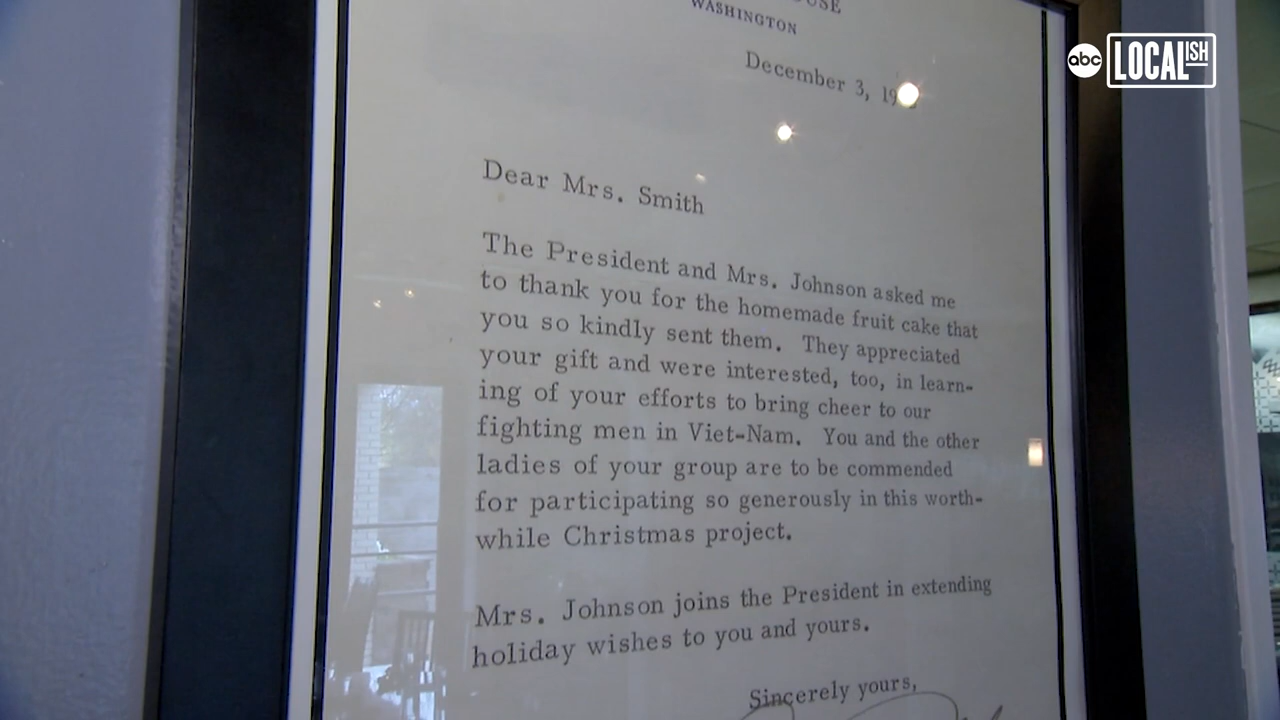 WASHINGTON
abc LOCALISH
December 3,
Dear Mrs. Smith
The President and Mrs. Johnson asked me
to thank you for the homemade fruit cake that
you so kindly sent them. They appreciated
your gift and were interested, too, in learn-
ing of your efforts to bring cheer to our
fighting men in Viet-Nam. You and the other
ladies of your group are to be commended
for participating so generously in this worth-
while Christmas project.
Mrs. Johnson joins the President in extending
holiday wishes to you and yours.
Sincerely yours,